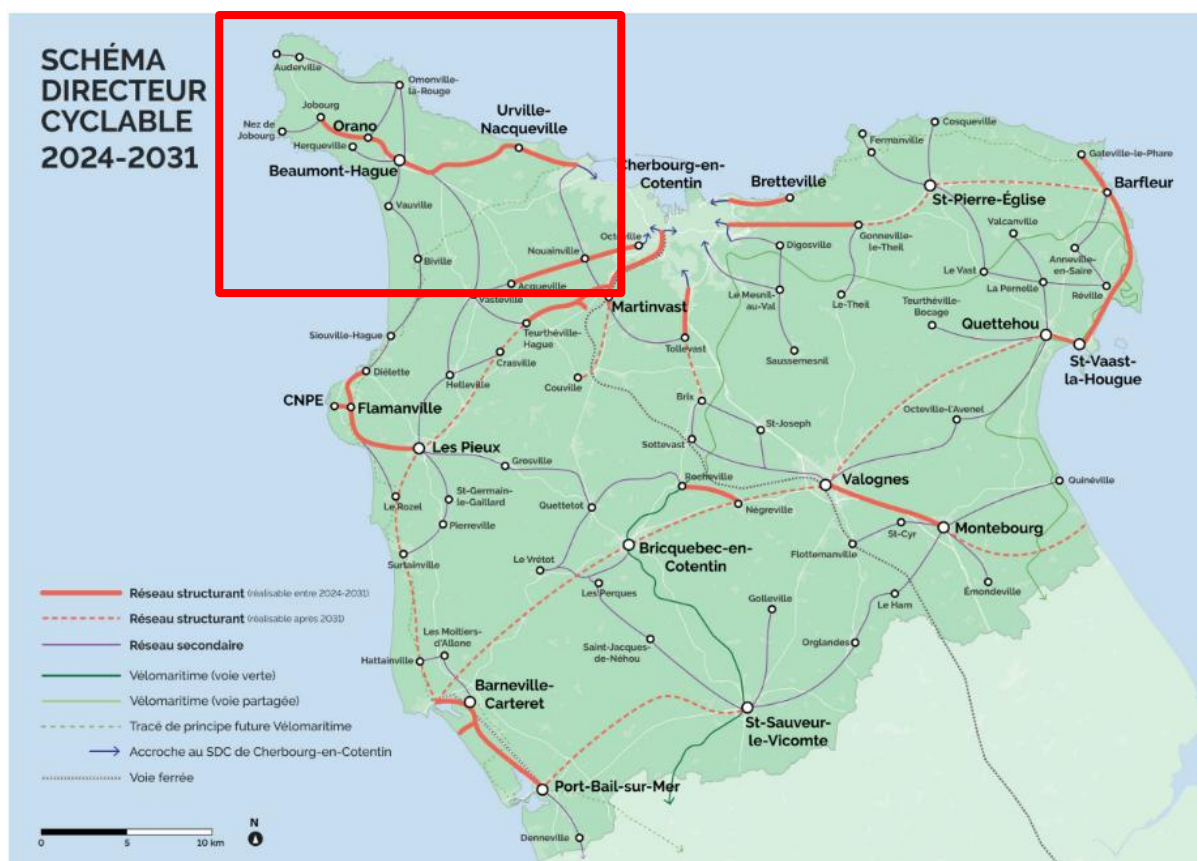 SCHÉMA
DIRECTEUR
CYCLABLE
2024-2031
Auderville
Omonville-
la-Rouge
Jobourg
Nez de
Jobourg
Orano
Herqueville
Beaumont-Hague
Urville-
Nacqueville
Vauville
Biville
Nouainville
Octeville
Acqueville
Vasteville
Cherbourg-en-
Cotentin
Bretteville
Fermanville
Cosqueville
Gateville-le-Phare
Barfleur
St-Pierre-Église
Valcanville
Gonneville-
le-Theil
Digosville
Anneville-
en-Saire
Le Vast
La Pernelle
Réville
Le Mesnil-
au-Val
Le-Theil
Teurthéville-
Bocage
Quettehou
St-Vaast-
la-Hougue
Martinvast
Teurthéville-
Hague
Siouville-Hague
Crasville
Tollevast
Saussemesnil
Diélette
Helleville
Couville
CNPE
Flamanville
Brix
St-Joseph
Octeville-l'Avenel
Les Pieux
Sottevast
Grosville
Rocheville
Valognes
Quinéville
St-Germain
le-Gaillard
Le Rozel
Quettetot
Négreville
Pierreville
St-Cyr
Montebourg
Flottemanville
Surtainville
Le Vrétot
Bricquebec-en-
Cotentin
Les Perques
Golleville
Le Ham
Émondeville
Les Moitiers-
d'Allone
Saint-Jacques-
de-Néhou
Orglandes
Hattainville
Barneville-
Carteret
St-Sauveur-
le-Vicomte
Port-Bail-sur-Mer
Denneville
Réseau structurant (réalisable entre 2024-2031)
Réseau structurant (réalisable après 2031)
Réseau secondaire
Vélomaritime (voie verte)
Vélomaritime (voie partagée)
Tracé de principe future Vélomaritime
Accroche au SDC de Cherbourg-en-Cotentin
Voie ferrée
N
0 5 10 km